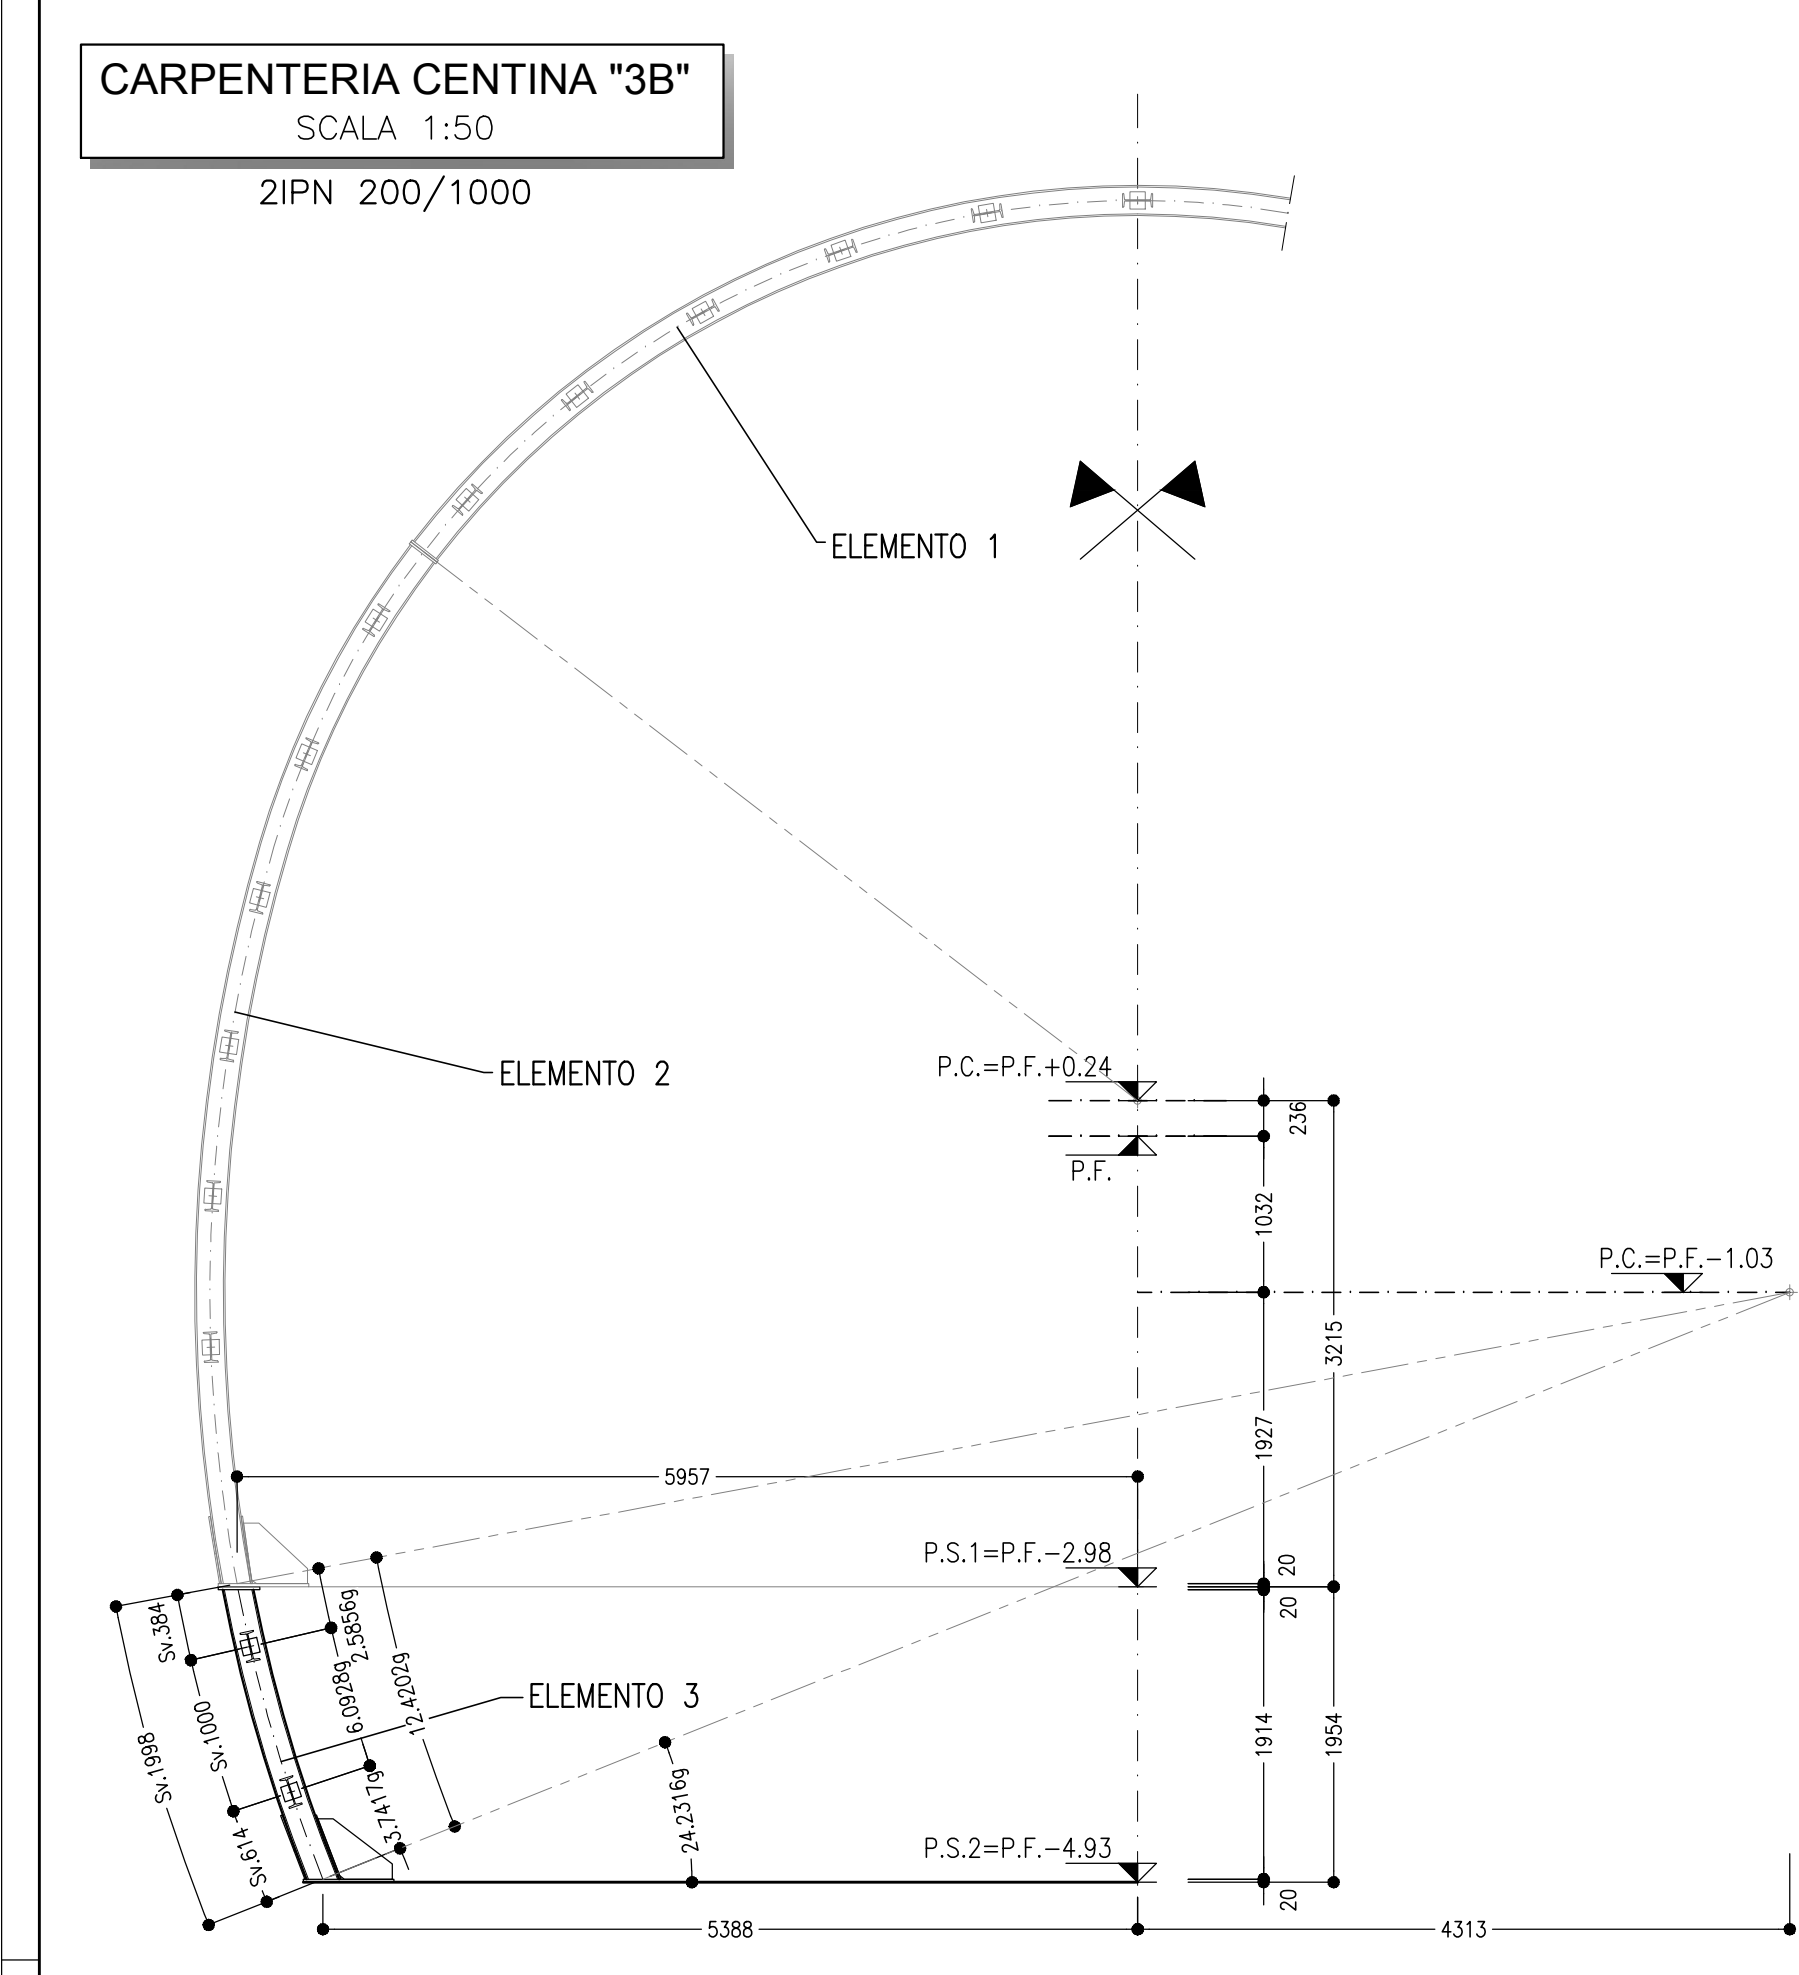 CARPENTERIA CENTINA "3B"
SCALA 1:50
2IPN 200/1000
ELEMENTO 1
ELEMENTO 2
P.C.=P.F.+0.24
236
P.F.
1032
P.C.=P.F.-1.03
3215
1927
5957
P.S.1=P.F.-2.98
20
20
Sv.384
2.5856g
6.0928g
12.4202g
ELEMENTO 3
Sv.1000
Sv.1998
1914
1954
3.7417g
24.2316g
Sv.614
P.S.2=P.F.-4.93
20
5388
4313